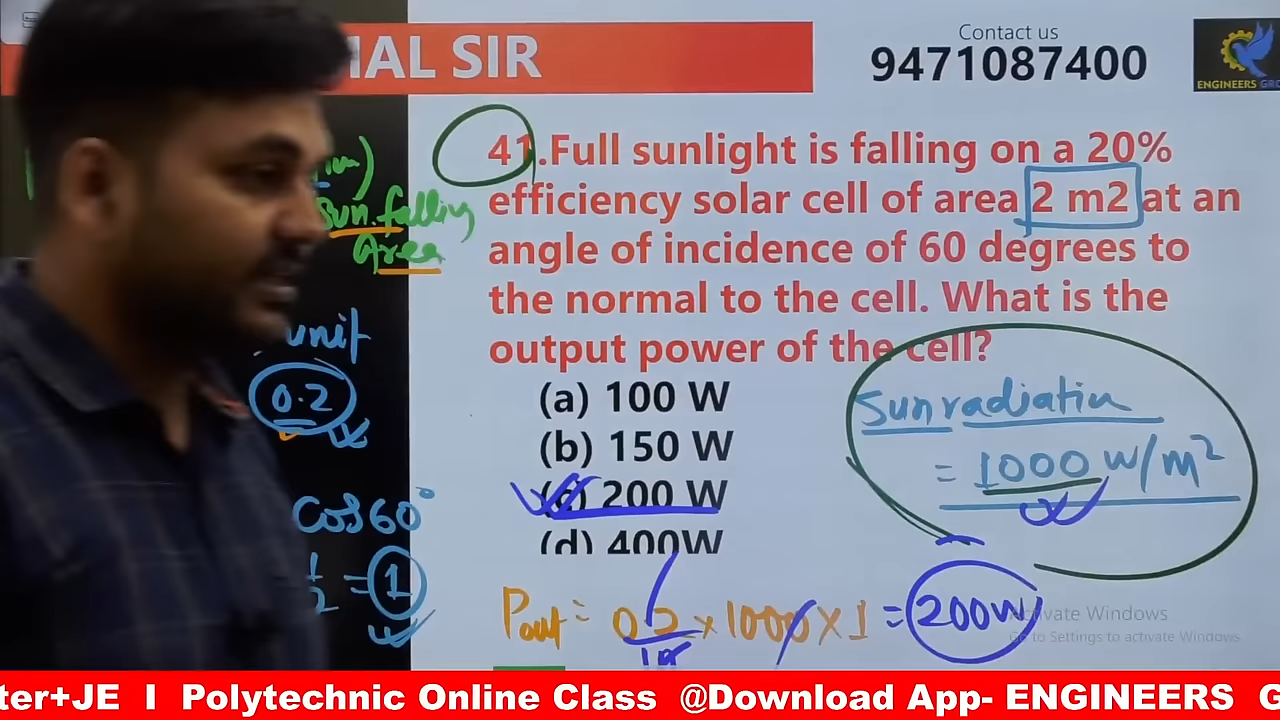 MAL SIR
Contact us
9471087400
ENGINEERS GRO
41.Full sunlight is falling on a 20%
efficiency solar cell of area 2 m2 at an
angle of incidence of 60 degrees to
the normal to the cell. What is the
output power of the cell?
(a) 100 W
(b) 150 W
(c) 200 W
(d) 400W
sun falling
Area
unit
0.2
cos60°
1/2 = 1
Sun radiation
= 1000 W/m²
Pout = 0.2 × 1000 × 1 = 200W
10
Activate Windows
Go to Settings to activate Windows.
ter+JE I Polytechnic Online Class @Download App- ENGINEERS G